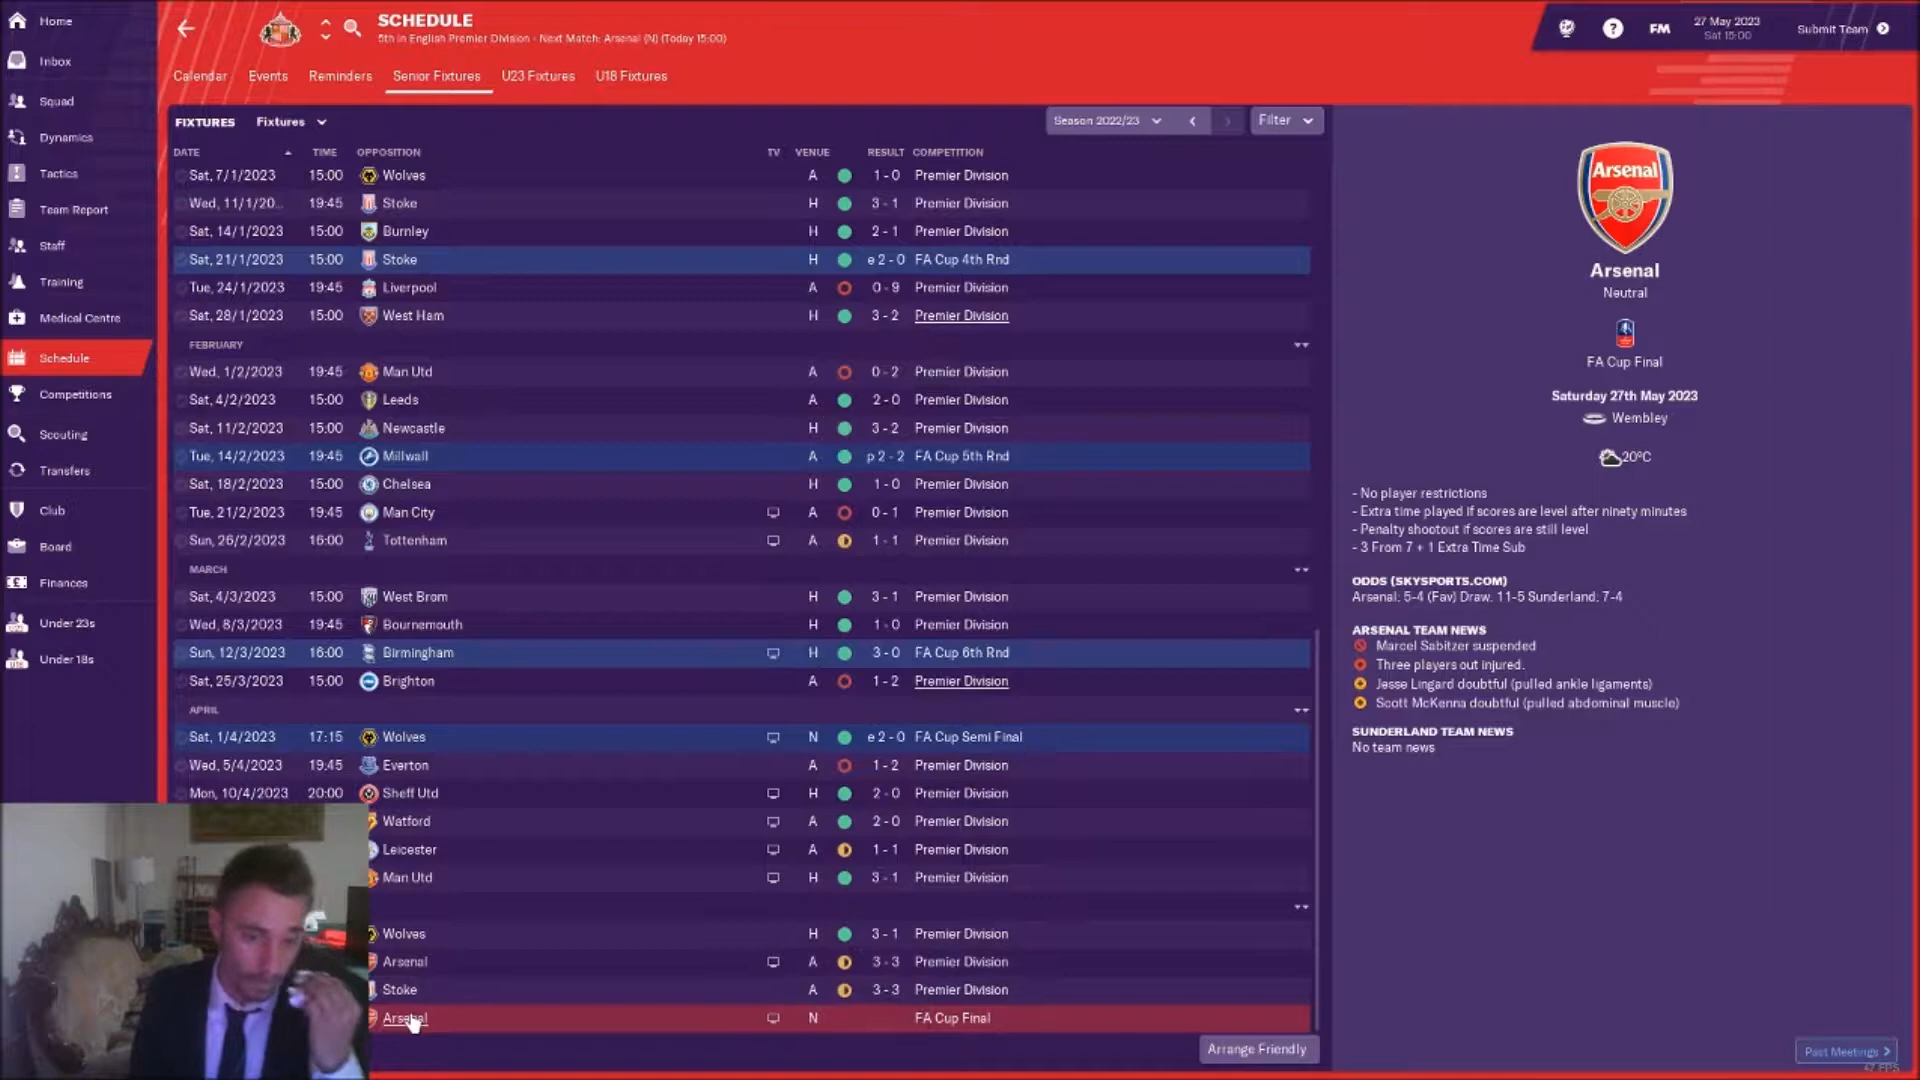 Home
Inbox
Squad
Dynamics
Tactics
Team Report
Staff
Training
Medical Centre
Schedule
Competitions
Scouting
Transfers
Club
Board
Finances
Under 23s
Under 18s
SCHEDULE
5th in English Premier Division - Next Match: Arsenal (N) (Today 15:00)
FM
27 May 2023
Sat 15:00
Submit Team
Calendar Events Reminders Senior Fixtures U23 Fixtures U18 Fixtures
FIXTURES Fixtures
Season 2022/23 Filter
DATE TIME OPPOSITION TV VENUE RESULT COMPETITION
Sat, 7/1/2023 15:00 Wolves A 1 - 0 Premier Division
Wed, 11/1/20... 19:45 Stoke H 3 - 1 Premier Division
Sat, 14/1/2023 15:00 Burnley H 2 - 1 Premier Division
Sat, 21/1/2023 15:00 Stoke H e 2 - 0 FA Cup 4th Rnd
Tue, 24/1/2023 19:45 Liverpool A 0 - 9 Premier Division
Sat, 28/1/2023 15:00 West Ham H 3 - 2 Premier Division
FEBRUARY
Wed, 1/2/2023 19:45 Man Utd A 0 - 2 Premier Division
Sat, 4/2/2023 15:00 Leeds A 2 - 0 Premier Division
Sat, 11/2/2023 15:00 Newcastle H 3 - 2 Premier Division
Tue, 14/2/2023 19:45 Millwall A p 2 - 2 FA Cup 5th Rnd
Sat, 18/2/2023 15:00 Chelsea H 1 - 0 Premier Division
Tue, 21/2/2023 19:45 Man City A 0 - 1 Premier Division
Sun, 26/2/2023 16:00 Tottenham A 1 - 1 Premier Division
MARCH
Sat, 4/3/2023 15:00 West Brom H 3 - 1 Premier Division
Wed, 8/3/2023 19:45 Bournemouth H 1 - 0 Premier Division
Sun, 12/3/2023 16:00 Birmingham H 3 - 0 FA Cup 6th Rnd
Sat, 25/3/2023 15:00 Brighton A 1 - 2 Premier Division
APRIL
Sat, 1/4/2023 17:15 Wolves N e 2 - 0 FA Cup Semi Final
Wed, 5/4/2023 19:45 Everton A 1 - 2 Premier Division
Mon, 10/4/2023 20:00 Sheff Utd H 2 - 0 Premier Division
Watford A 2 - 0 Premier Division
Leicester A 1 - 1 Premier Division
Man Utd H 3 - 1 Premier Division
Wolves H 3 - 1 Premier Division
Arsenal A 3 - 3 Premier Division
Stoke A 3 - 3 Premier Division
Arsenal N FA Cup Final
Arrange Friendly
Arsenal
Arsenal
Neutral
FA Cup Final
Saturday 27th May 2023
Wembley
20ºC
- No player restrictions
- Extra time played if scores are level after ninety minutes
- Penalty shootout if scores are still level
- 3 From 7 + 1 Extra Time Sub
ODDS (SKYSPORTS.COM)
Arsenal: 5-4 (Fav) Draw: 11-5 Sunderland: 7-4
ARSENAL TEAM NEWS
Marcel Sabitzer suspended
Three players out injured.
Jesse Lingard doubtful (pulled ankle ligaments)
Scott McKenna doubtful (pulled abdominal muscle)
SUNDERLAND TEAM NEWS
No team news
Past Meetings
47 FPS